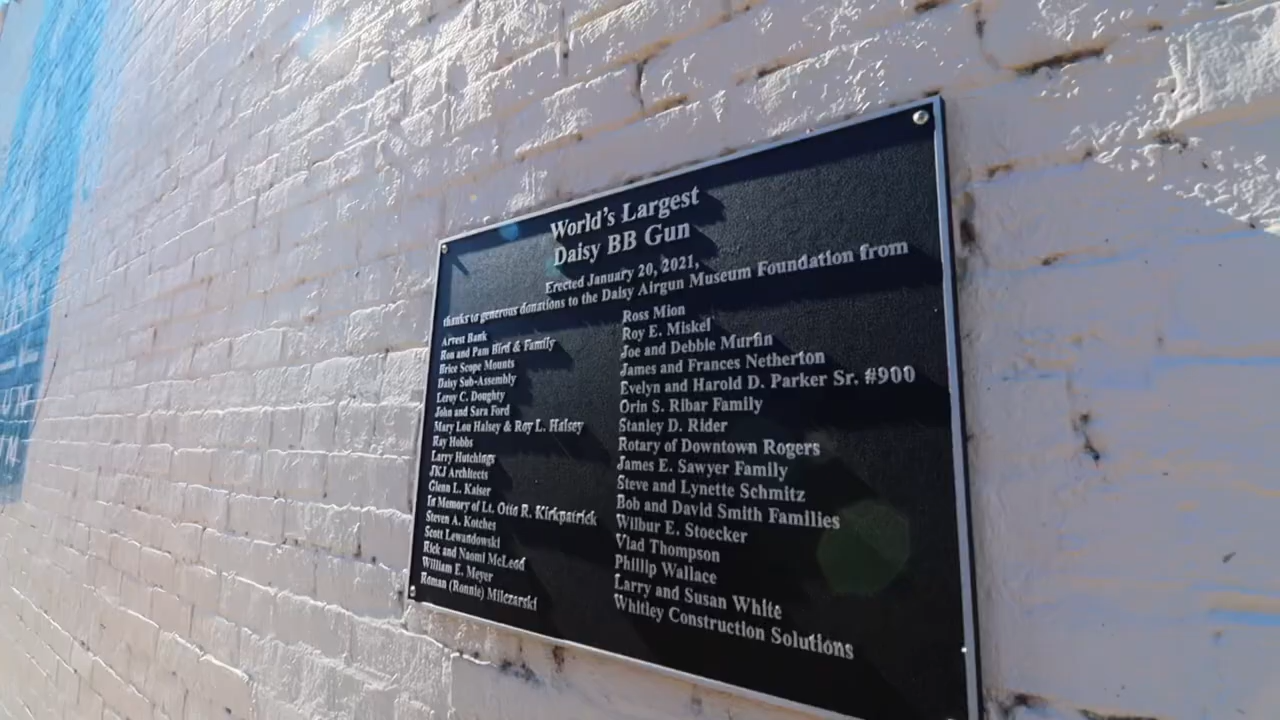 World's Largest
Daisy BB Gun
Erected January 20, 2021,
thanks to generous donations to the Daisy Airgun Museum Foundation from
Arvest Bank
Ron and Pam Bird & Family
Brice Scope Mounts
Daisy Sub-Assembly
Leroy C. Doughty
John and Sara Ford
Mary Lou Halsey & Roy L. Halsey
Ray Hobbs
Larry Hutchings
JKJ Architects
Glenn L. Kaiser
In Memory of Lt. Otto R. Kirkpatrick
Steven A. Kotches
Scott Lewandowski
Rick and Naomi McLeod
William E. Meyer
Roman (Ronnie) Milczarski
Ross Mion
Roy E. Miskel
Joe and Debbie Murfin
James and Frances Netherton
Evelyn and Harold D. Parker Sr. #900
Orin S. Ribar Family
Stanley D. Rider
Rotary of Downtown Rogers
James E. Sawyer Family
Steve and Lynette Schmitz
Bob and David Smith Families
Wilbur E. Stoecker
Vlad Thompson
Phillip Wallace
Larry and Susan White
Whitley Construction Solutions